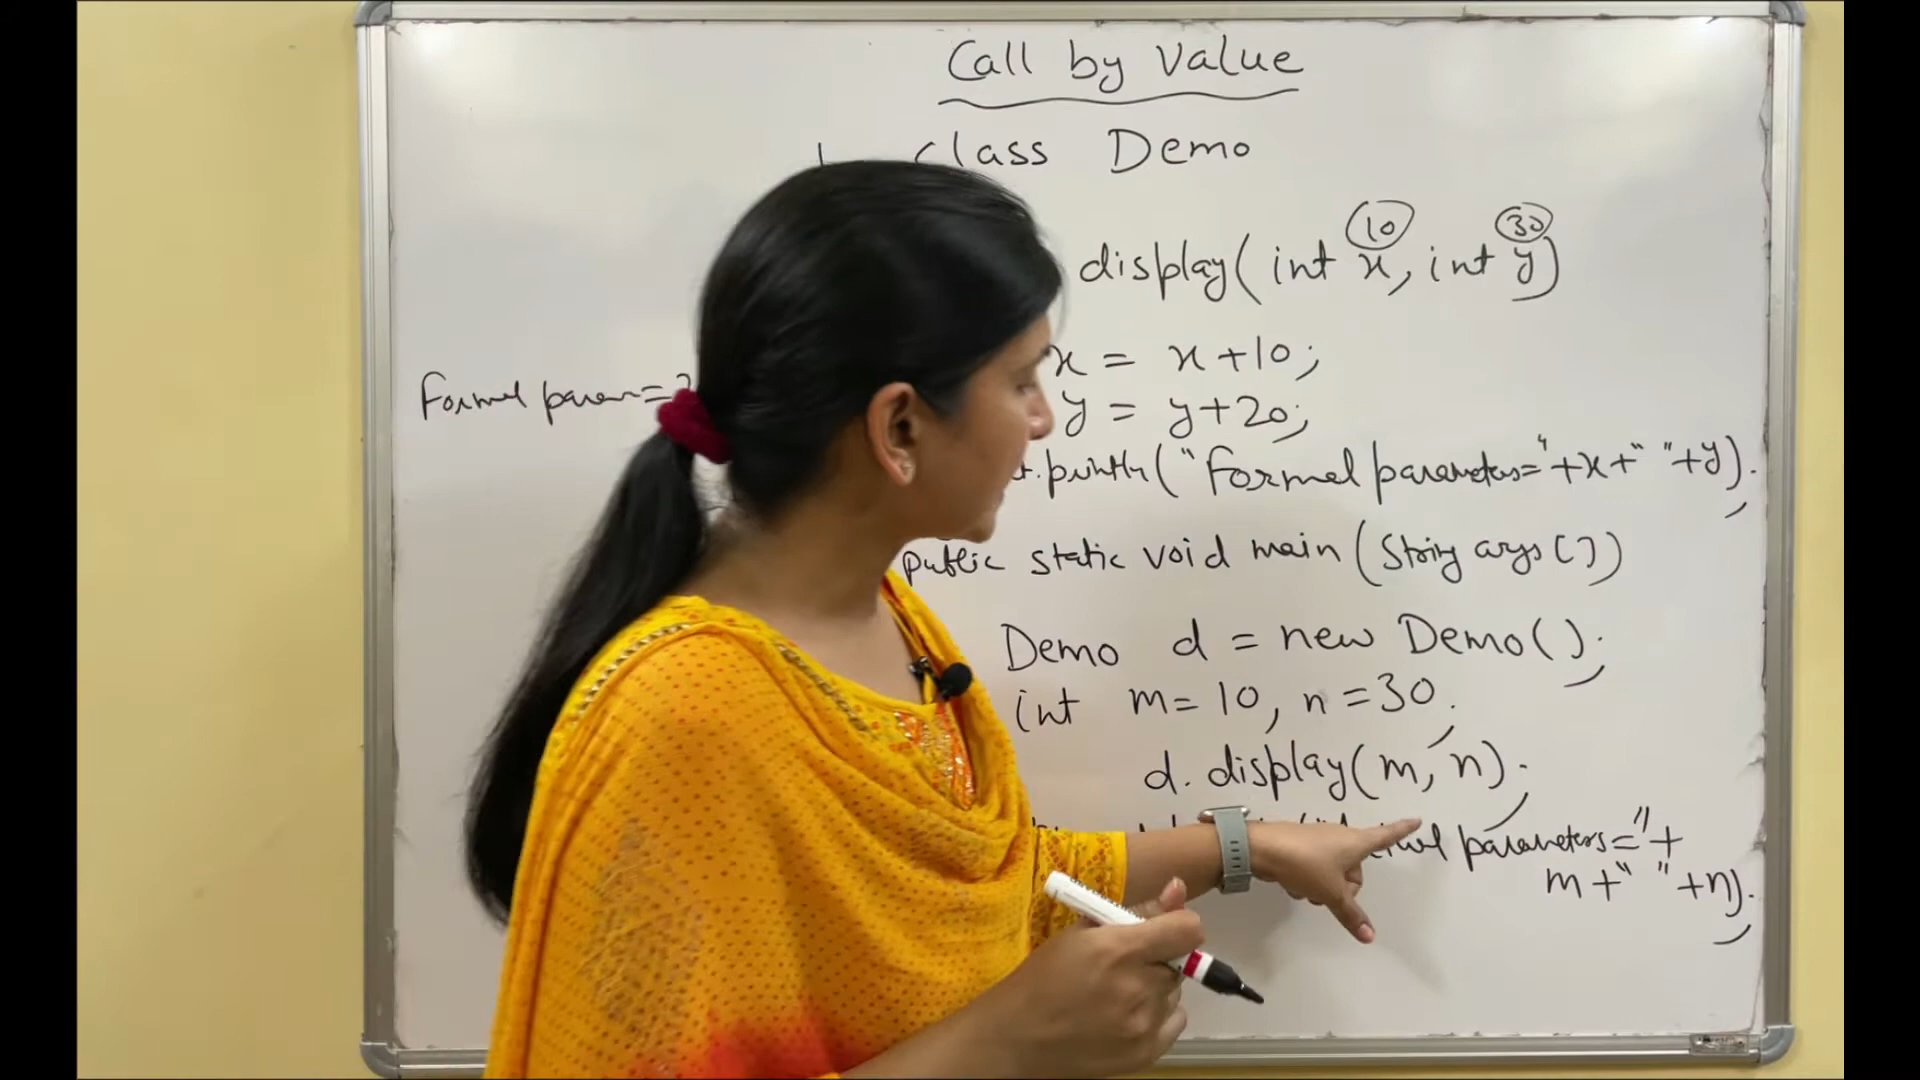 Call by Value
class Demo
10 30
display(int x, int y)
x = x+10;
Formal param=
y = y+20;
.println("Formal parameters="+x+" "+y);
public static void main(String args[])
Demo d = new Demo();
int m=10, n=30;
d.display(m, n);
parameters="+
m+" "+n);